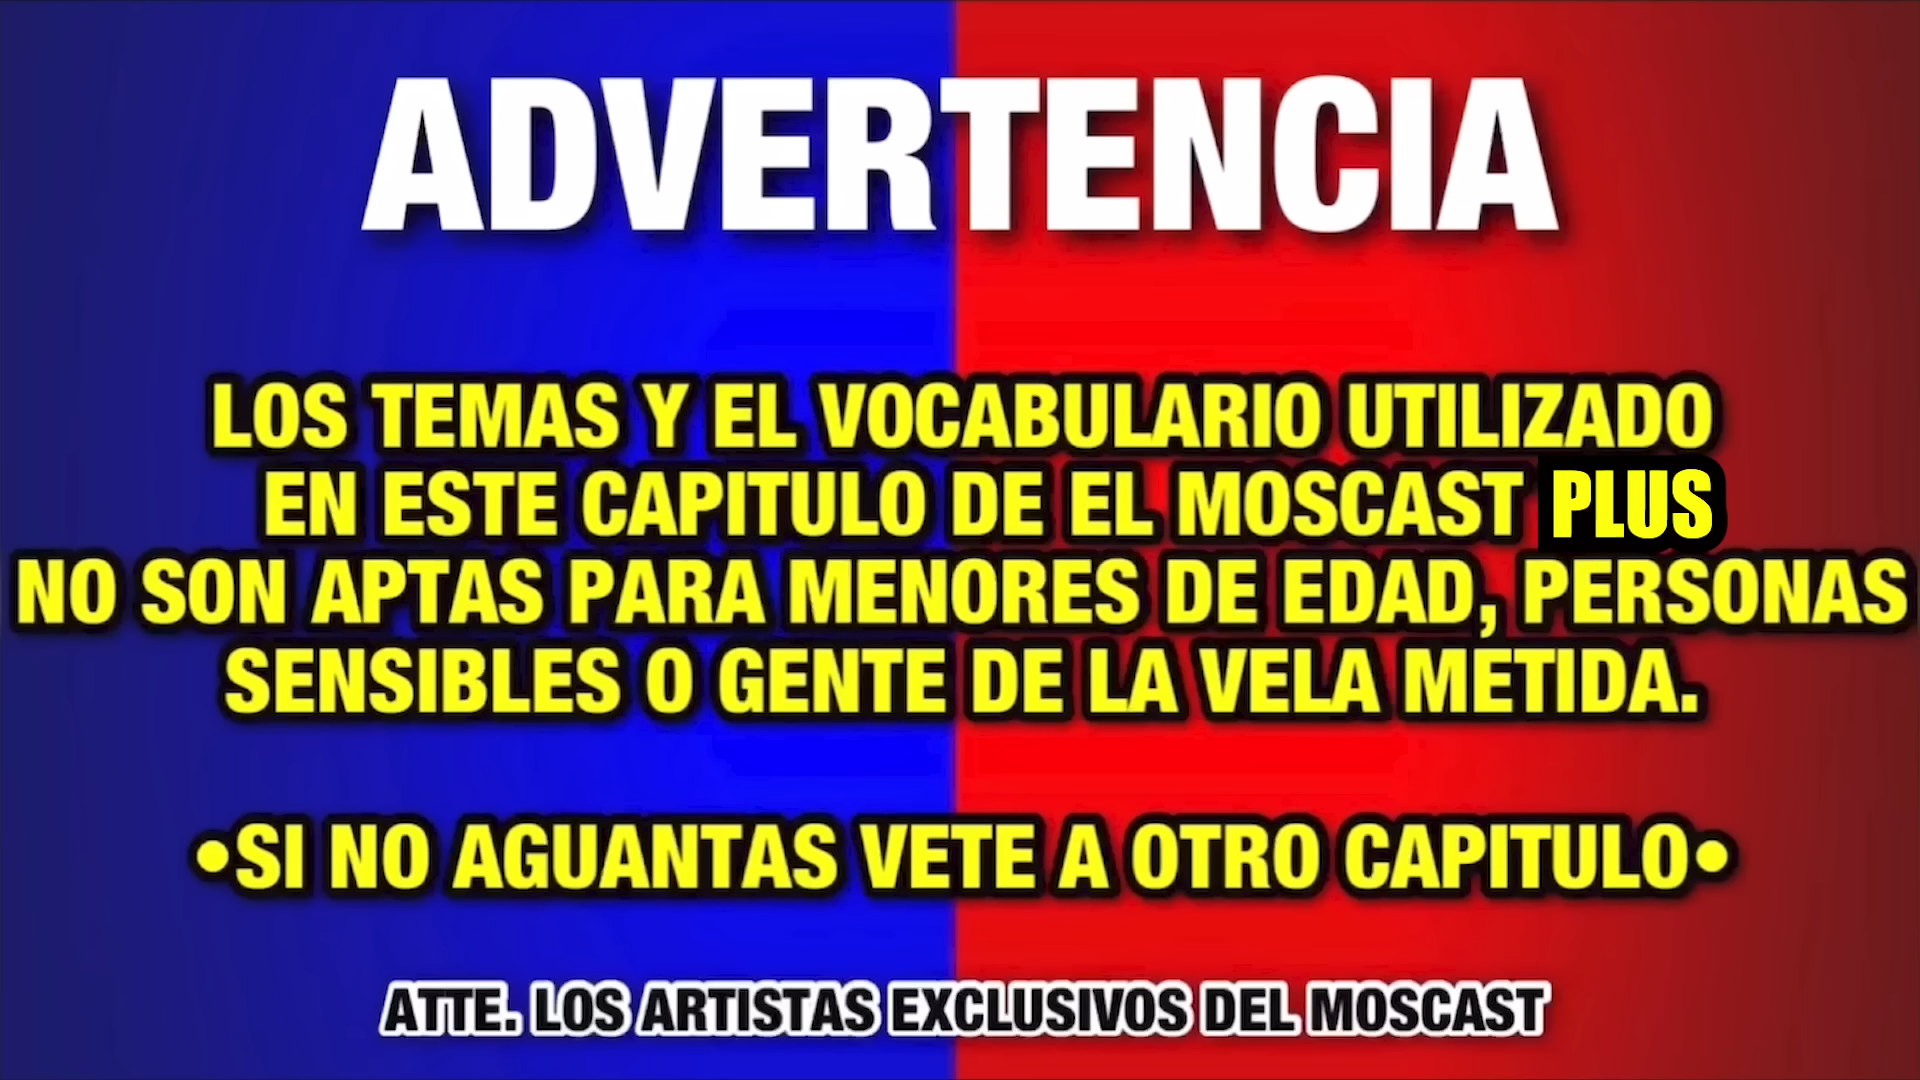 ADVERTENCIA
LOS TEMAS Y EL VOCABULARIO UTILIZADO
EN ESTE CAPITULO DE EL MOSCAST PLUS
NO SON APTAS PARA MENORES DE EDAD, PERSONAS
SENSIBLES O GENTE DE LA VELA METIDA.
•SI NO AGUANTAS VETE A OTRO CAPITULO•
ATTE. LOS ARTISTAS EXCLUSIVOS DEL MOSCAST